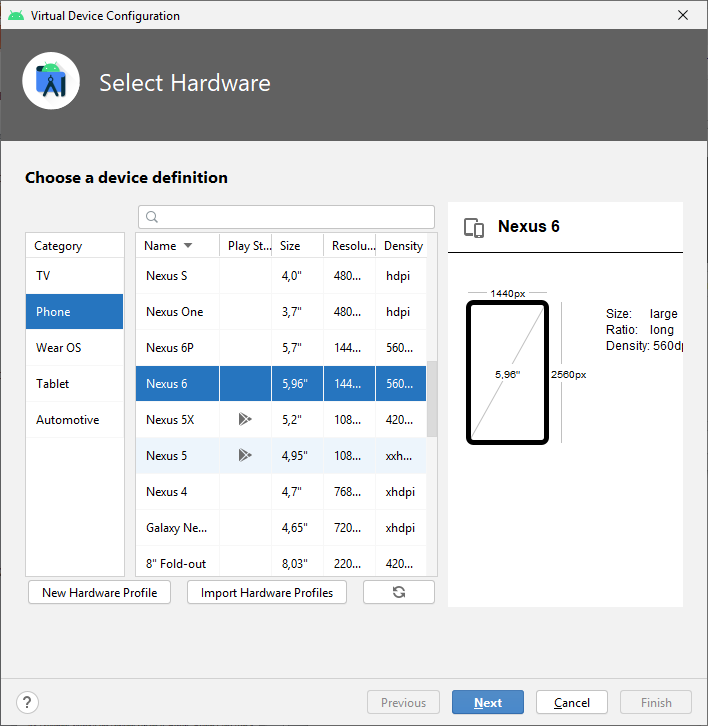 Virtual Device Configuration
Select Hardware
Choose a device definition
Category
TV
Phone
Wear OS
Tablet
Automotive
Name Play St... Size Resolu... Density
Nexus S 4,0" 480... hdpi
Nexus One 3,7" 480... hdpi
Nexus 6P 5,7" 144... 560...
Nexus 6 5,96" 144... 560...
Nexus 5X 5,2" 108... 420...
Nexus 5 4,95" 108... xxh...
Nexus 4 4,7" 768... xhdpi
Galaxy Ne... 4,65" 720... xhdpi
8" Fold-out 8,03" 220... 420...
New Hardware Profile Import Hardware Profiles
Nexus 6
1440px
5,96"
2560px
Size: large
Ratio: long
Density: 560dp
? Previous Next Cancel Finish